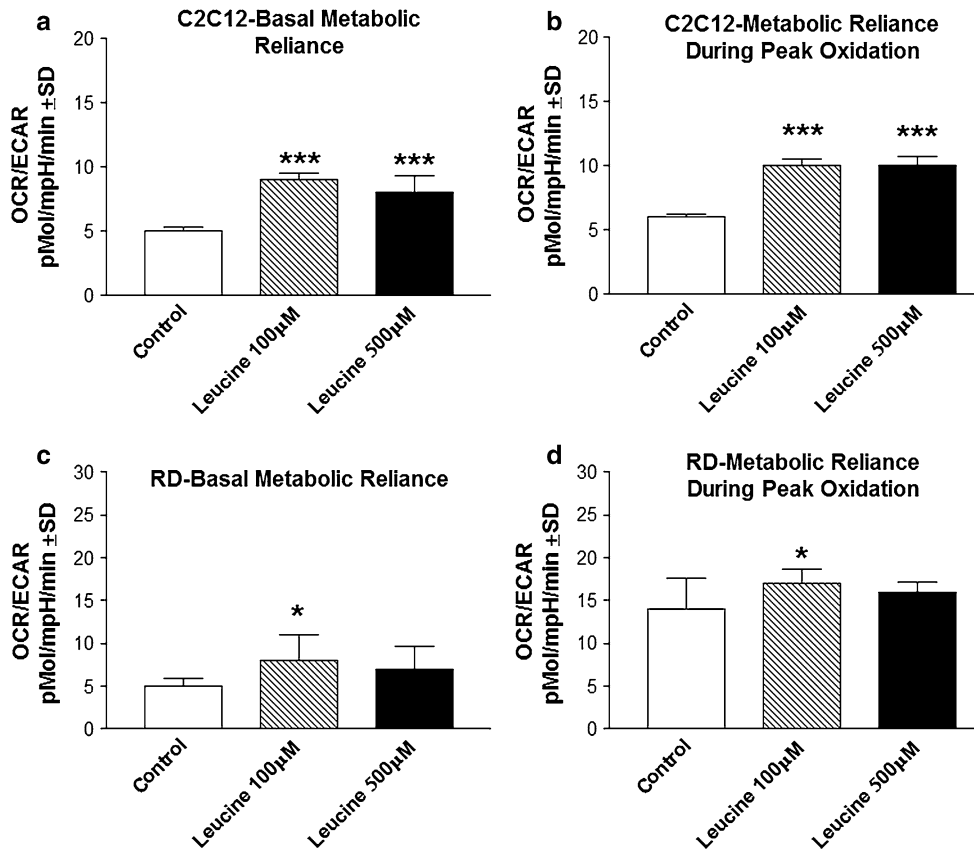 a
C2C12-Basal Metabolic
Reliance
OCR/ECAR
pMol/mpH/min ±SD
20
15
10
5
0
***
***
Control
Leucine 100µM
Leucine 500µM
b
C2C12-Metabolic Reliance
During Peak Oxidation
OCR/ECAR
pMol/mpH/min ±SD
20
15
10
5
0
***
***
Control
Leucine 100µM
Leucine 500µM
c
RD-Basal Metabolic Reliance
OCR/ECAR
pMol/mpH/min ±SD
30
25
20
15
10
5
0
*
Control
Leucine 100µM
Leucine 500µM
d
RD-Metabolic Reliance
During Peak Oxidation
OCR/ECAR
pMol/mpH/min ±SD
30
25
20
15
10
5
0
*
Control
Leucine 100µM
Leucine 500µM